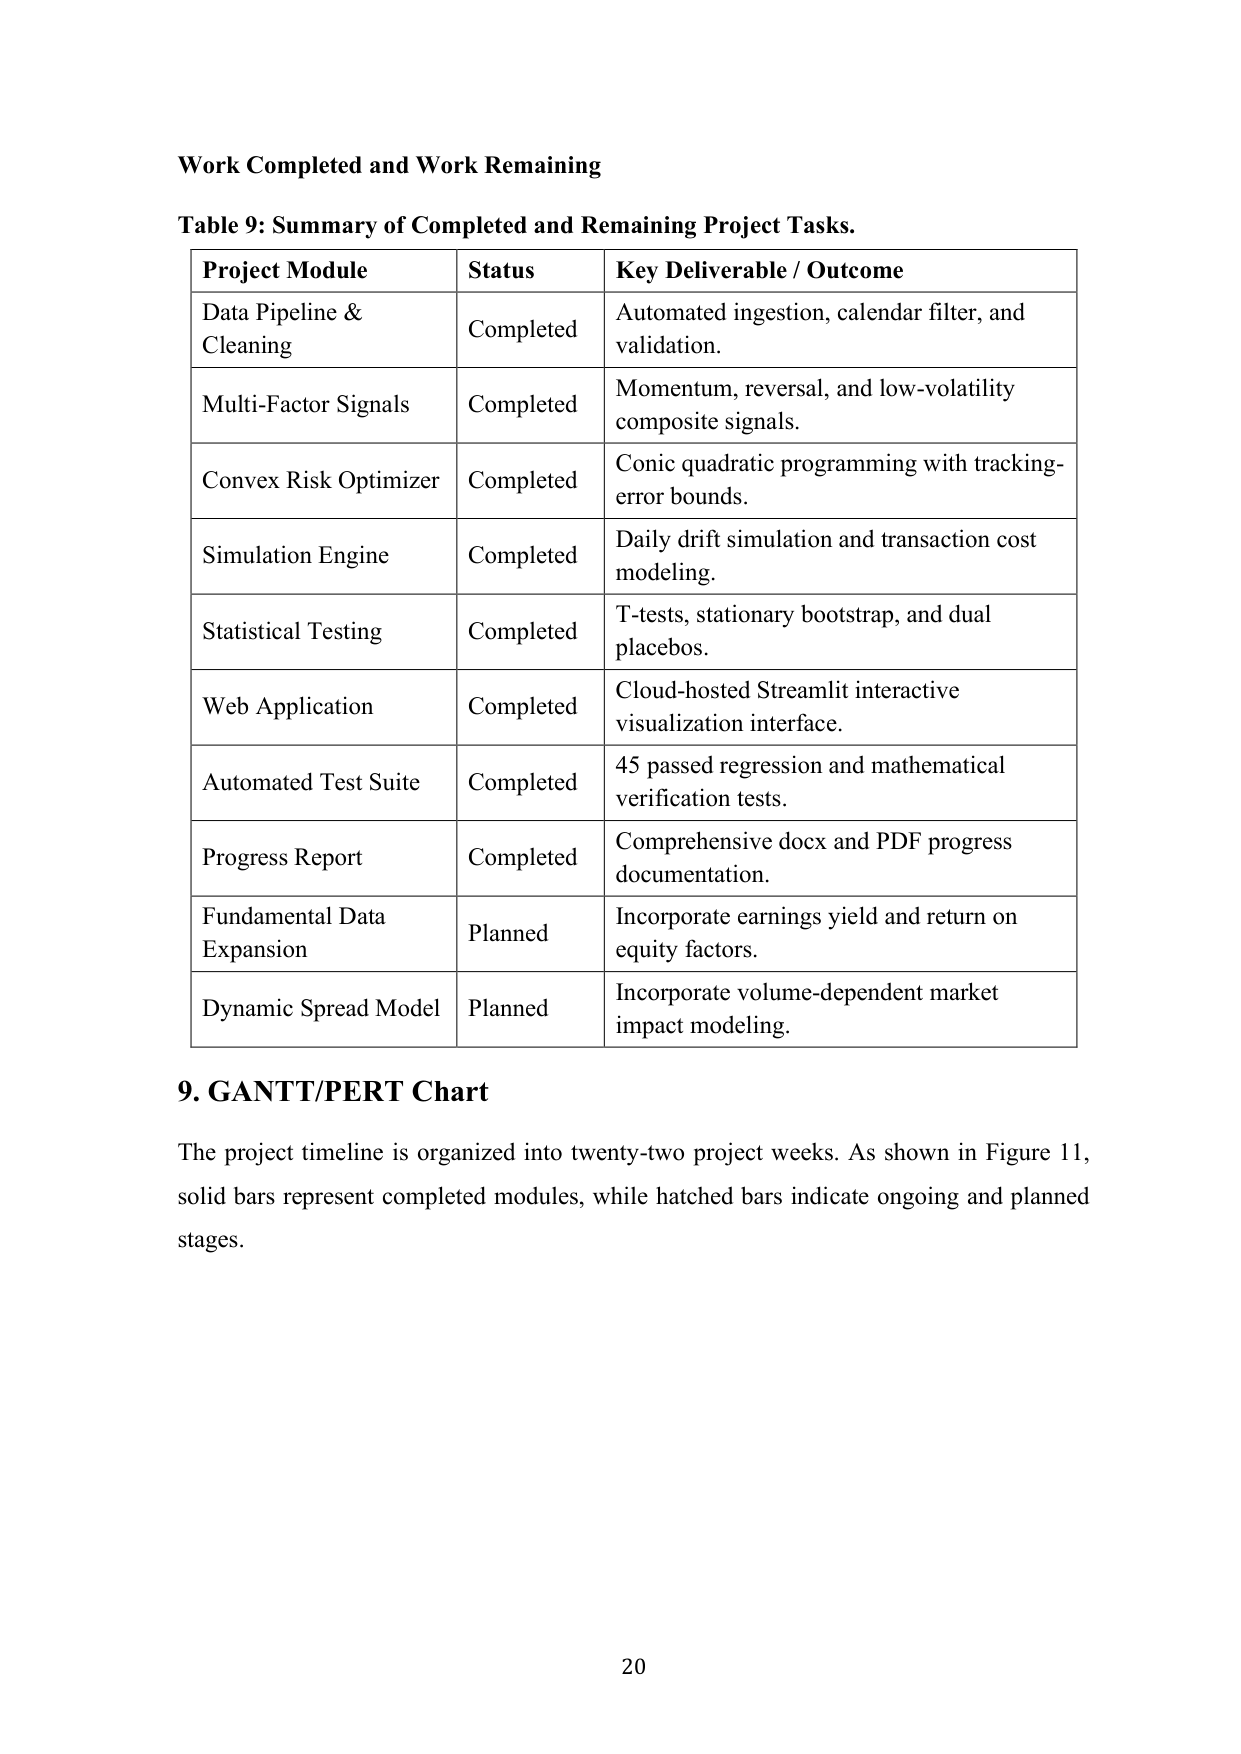 Work Completed and Work Remaining
Table 9: Summary of Completed and Remaining Project Tasks.
Project Module Status Key Deliverable / Outcome
Data Pipeline & Cleaning Completed Automated ingestion, calendar filter, and validation.
Multi-Factor Signals Completed Momentum, reversal, and low-volatility composite signals.
Convex Risk Optimizer Completed Conic quadratic programming with tracking-error bounds.
Simulation Engine Completed Daily drift simulation and transaction cost modeling.
Statistical Testing Completed T-tests, stationary bootstrap, and dual placebos.
Web Application Completed Cloud-hosted Streamlit interactive visualization interface.
Automated Test Suite Completed 45 passed regression and mathematical verification tests.
Progress Report Completed Comprehensive docx and PDF progress documentation.
Fundamental Data Expansion Planned Incorporate earnings yield and return on equity factors.
Dynamic Spread Model Planned Incorporate volume-dependent market impact modeling.
9. GANTT/PERT Chart
The project timeline is organized into twenty-two project weeks. As shown in Figure 11,
solid bars represent completed modules, while hatched bars indicate ongoing and planned
stages.
20